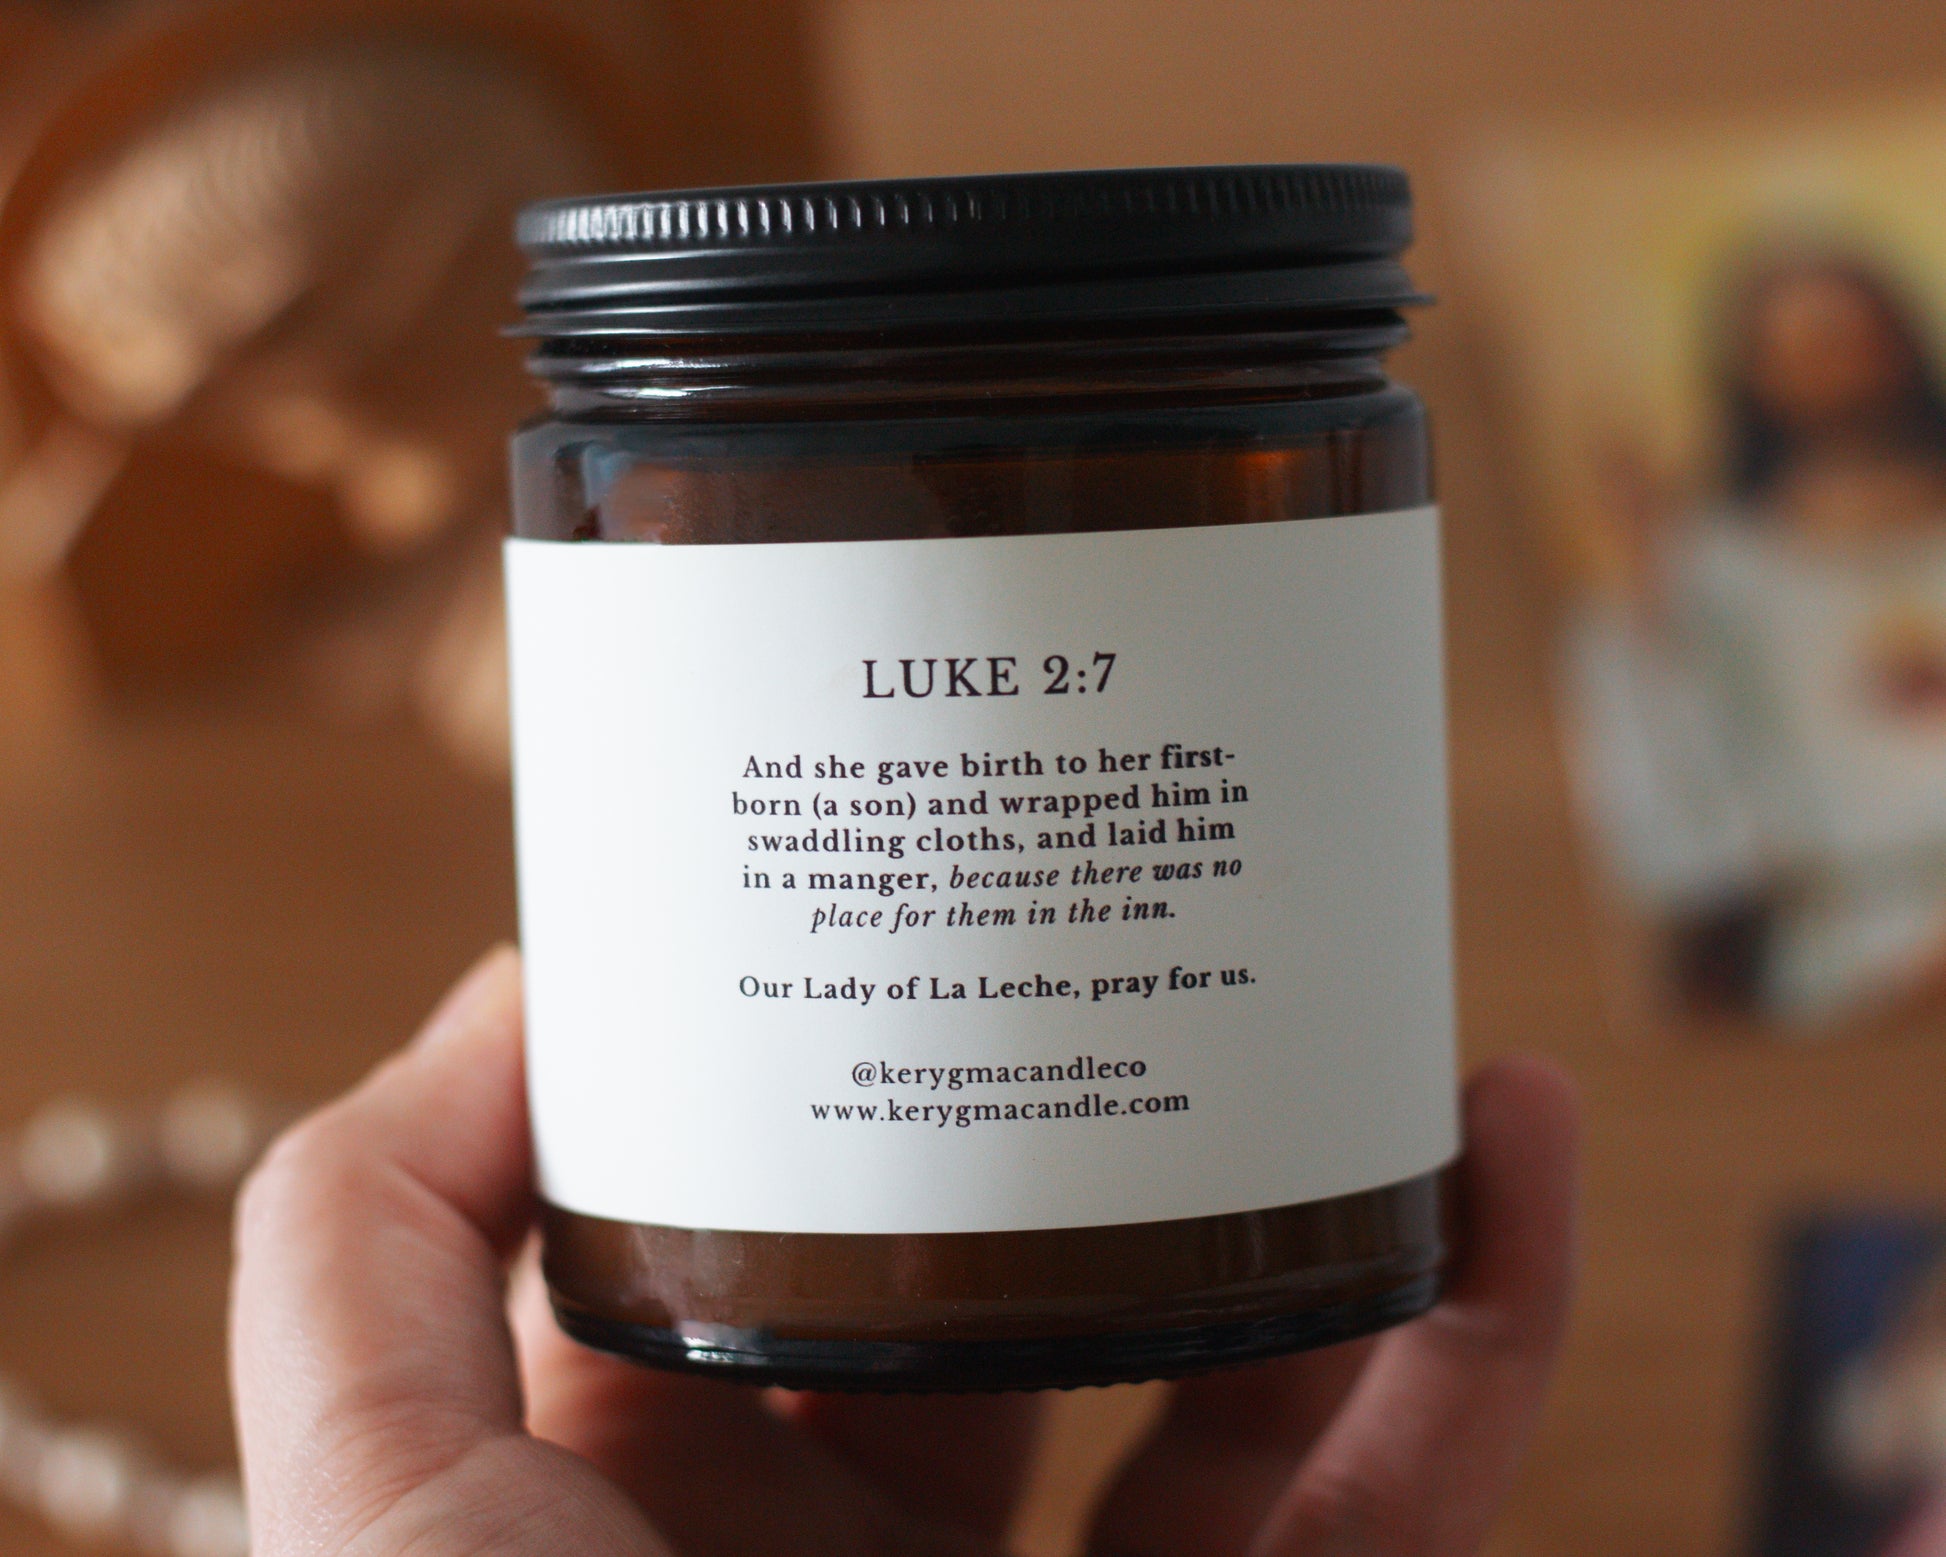 LUKE 2:7
And she gave birth to her first-
born (a son) and wrapped him in
swaddling cloths, and laid him
in a manger, because there was no
place for them in the inn.
Our Lady of La Leche, pray for us.
@kerygmacandleco
www.kerygmacandle.com